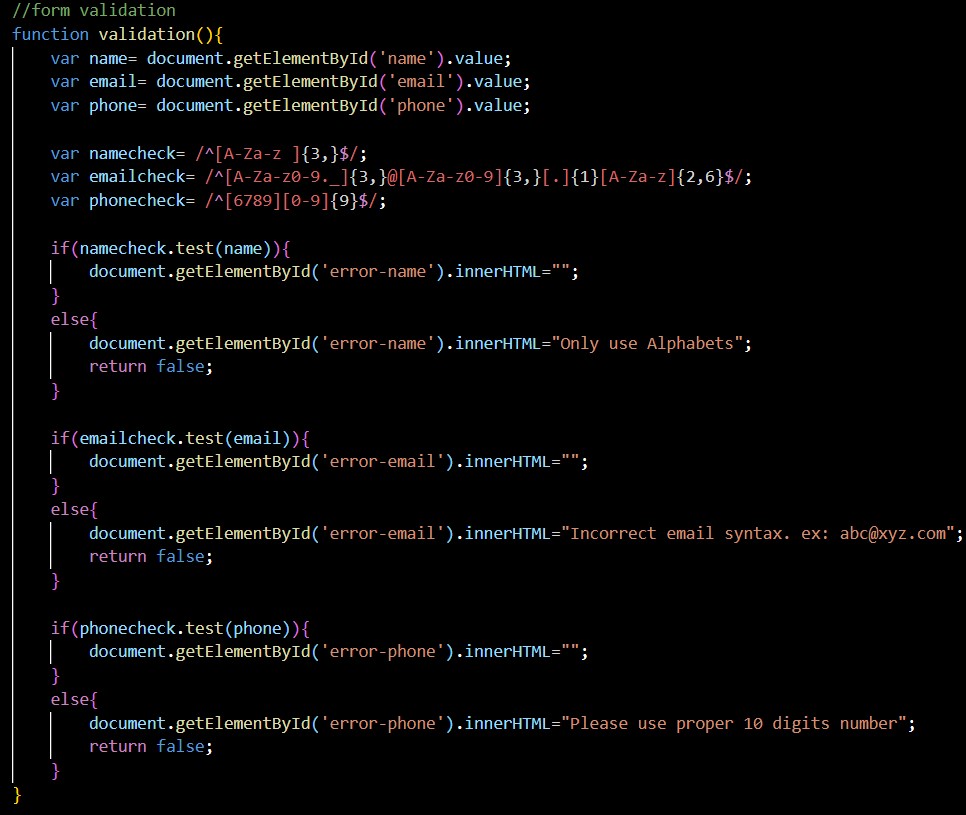 //form validation
function validation(){
    var name= document.getElementById('name').value;
    var email= document.getElementById('email').value;
    var phone= document.getElementById('phone').value;

    var namecheck= /^[A-Za-z ]{3,}$/;
    var emailcheck= /^[A-Za-z0-9._]{3,}@[A-Za-z0-9]{3,}[.]{1}[A-Za-z]{2,6}$/;
    var phonecheck= /^[6789][0-9]{9}$/;

    if(namecheck.test(name)){
        document.getElementById('error-name').innerHTML="";
    }
    else{
        document.getElementById('error-name').innerHTML="Only use Alphabets";
        return false;
    }

    if(emailcheck.test(email)){
        document.getElementById('error-email').innerHTML="";
    }
    else{
        document.getElementById('error-email').innerHTML="Incorrect email syntax. ex: abc@xyz.com";
        return false;
    }

    if(phonecheck.test(phone)){
        document.getElementById('error-phone').innerHTML="";
    }
    else{
        document.getElementById('error-phone').innerHTML="Please use proper 10 digits number";
        return false;
    }
}